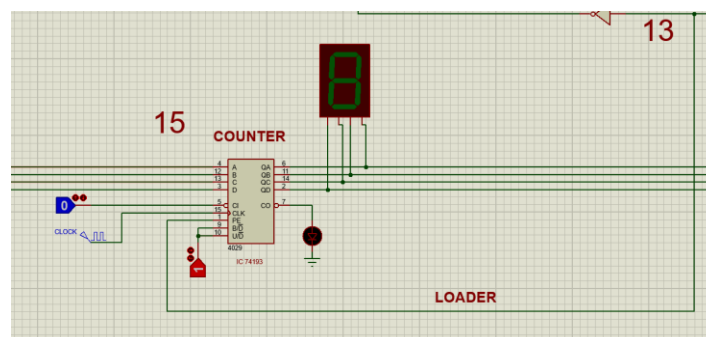 13
15
COUNTER
4 A QA 6
12 B QB 11
13 C QC 14
3 D QD 2
0
5 CI CO 7
15 CLK
1 PE
CLOCK
9 B/D
10 U/D
4029
1
IC 74193
LOADER